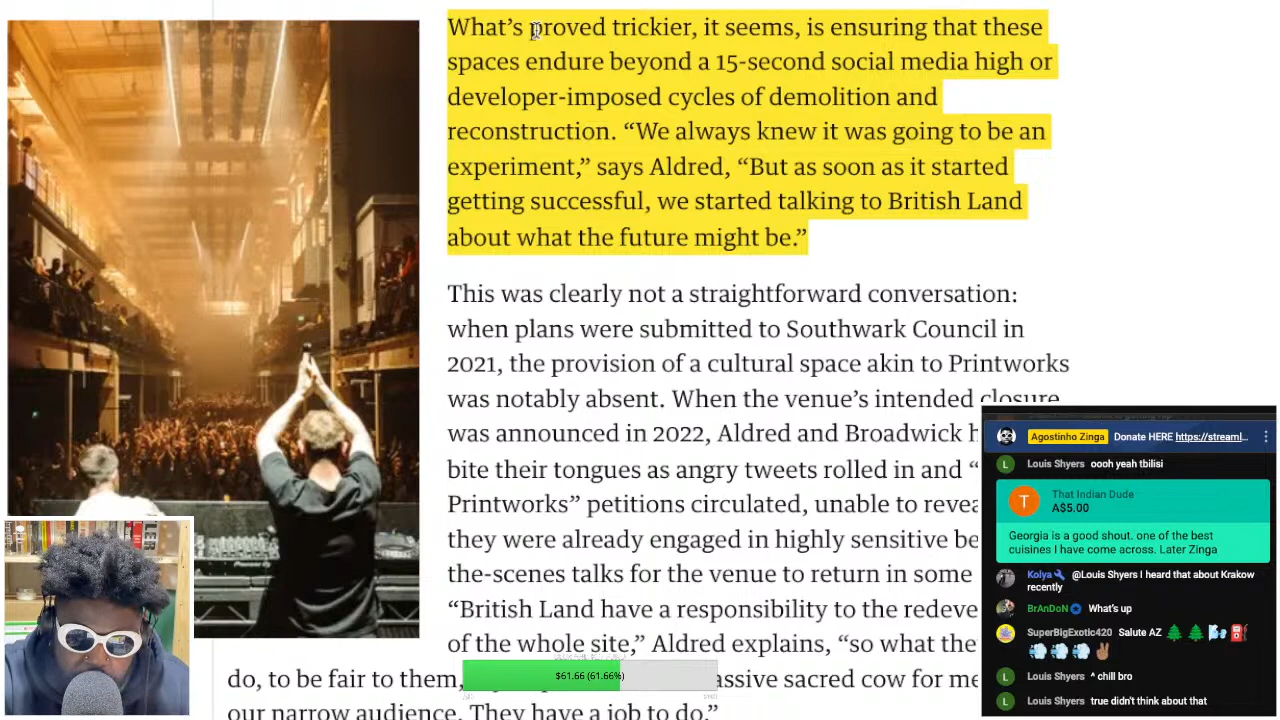 What’s proved trickier, it seems, is ensuring that these
spaces endure beyond a 15-second social media high or
developer-imposed cycles of demolition and
reconstruction. “We always knew it was going to be an
experiment,” says Aldred, “But as soon as it started
getting successful, we started talking to British Land
about what the future might be.”
This was clearly not a straightforward conversation:
when plans were submitted to Southwark Council in
2021, the provision of a cultural space akin to Printworks
was notably absent. When the venue’s intended closure
was announced in 2022, Aldred and Broadwick h
bite their tongues as angry tweets rolled in and “
Printworks” petitions circulated, unable to revea
they were already engaged in highly sensitive be
the-scenes talks for the venue to return in some
“British Land have a responsibility to the redeve
of the whole site,” Aldred explains, “so what the
do, to be fair to them, assive sacred cow for me
our narrow audience. They have a job to do.”
$61.66 (61.66%)
Agostinho Zinga Donate HERE https://streaml...
Louis Shyers oooh yeah tbilisi
T That Indian Dude
A$5.00
Georgia is a good shout. one of the best
cuisines I have come across. Later Zinga
Kolya @Louis Shyers I heard that about Krakow
recently
BrAnDoN What's up
SuperBigExotic420 Salute AZ 🌲🌲🌬️⛽
💨💨💨✌🏾
L Louis Shyers ^ chill bro
L Louis Shyers true didn't think about that